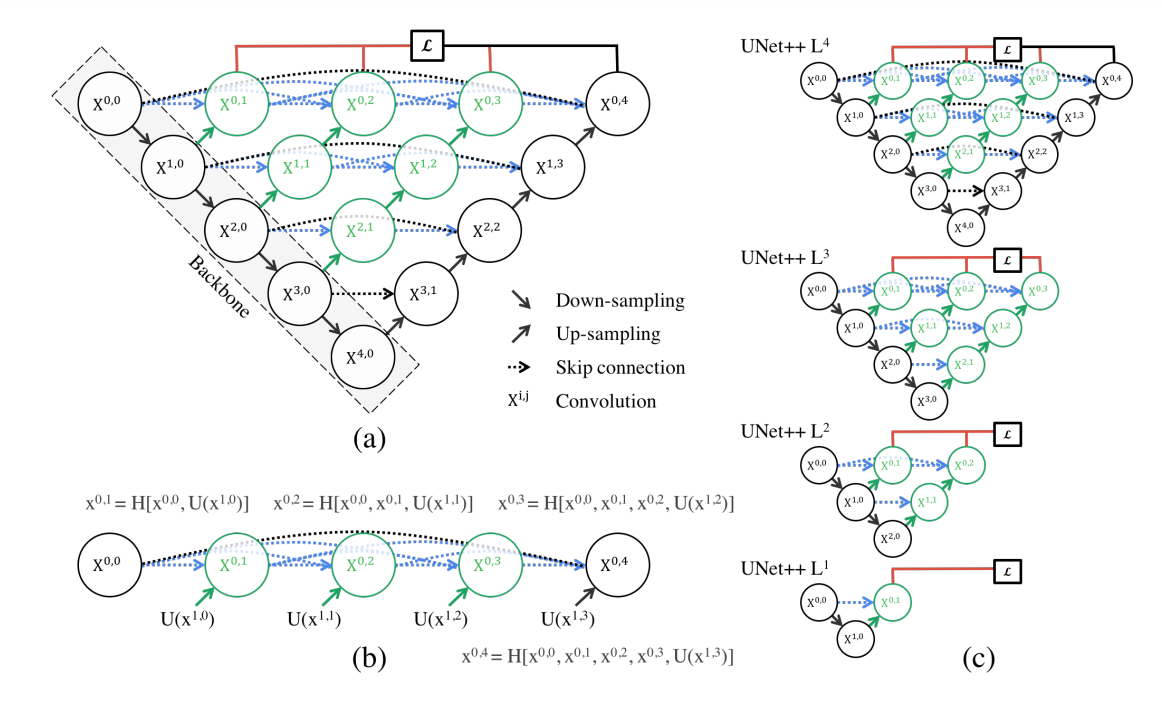 ℒ
X^0,0 X^0,1 X^0,2 X^0,3 X^0,4
X^1,0 X^1,1 X^1,2 X^1,3
X^2,0 X^2,1 X^2,2
Backbone
X^3,0 X^3,1
X^4,0
Down-sampling
Up-sampling
Skip connection
X^i,j Convolution
(a)
x^0,1 = H[x^0,0, U(x^1,0)] x^0,2 = H[x^0,0, x^0,1, U(x^1,1)] x^0,3 = H[x^0,0, x^0,1, x^0,2, U(x^1,2)]
X^0,0 X^0,1 X^0,2 X^0,3 X^0,4
U(x^1,0) U(x^1,1) U(x^1,2) U(x^1,3)
(b)
x^0,4 = H[x^0,0, x^0,1, x^0,2, x^0,3, U(x^1,3)]
UNet++ L^4
ℒ
X^0,0 X^0,1 X^0,2 X^0,3 X^0,4
X^1,0 X^1,1 X^1,2 X^1,3
X^2,0 X^2,1 X^2,2
X^3,0 X^3,1
X^4,0
UNet++ L^3
ℒ
X^0,0 X^0,1 X^0,2 X^0,3
X^1,0 X^1,1 X^1,2
X^2,0 X^2,1
X^3,0
UNet++ L^2
ℒ
X^0,0 X^0,1 X^0,2
X^1,0 X^1,1
X^2,0
UNet++ L^1
ℒ
X^0,0 X^0,1
X^1,0
(c)